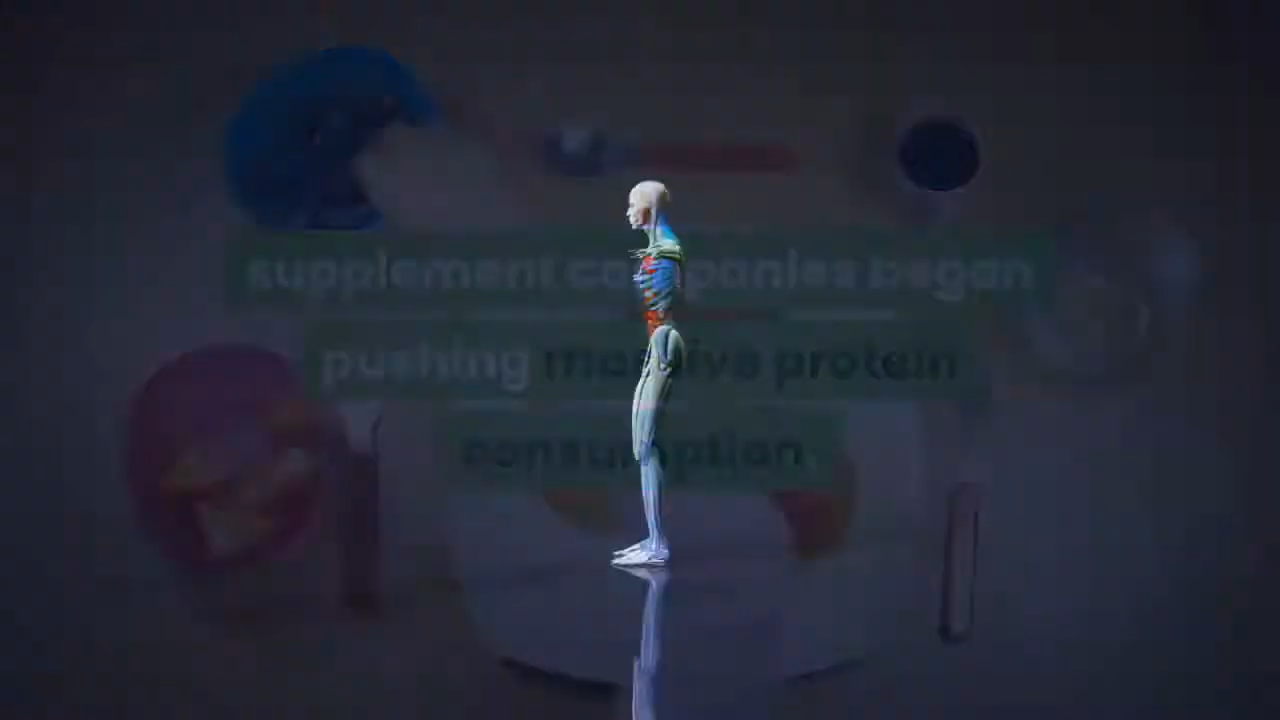 supplement companies began
pushing massive protein
consumption